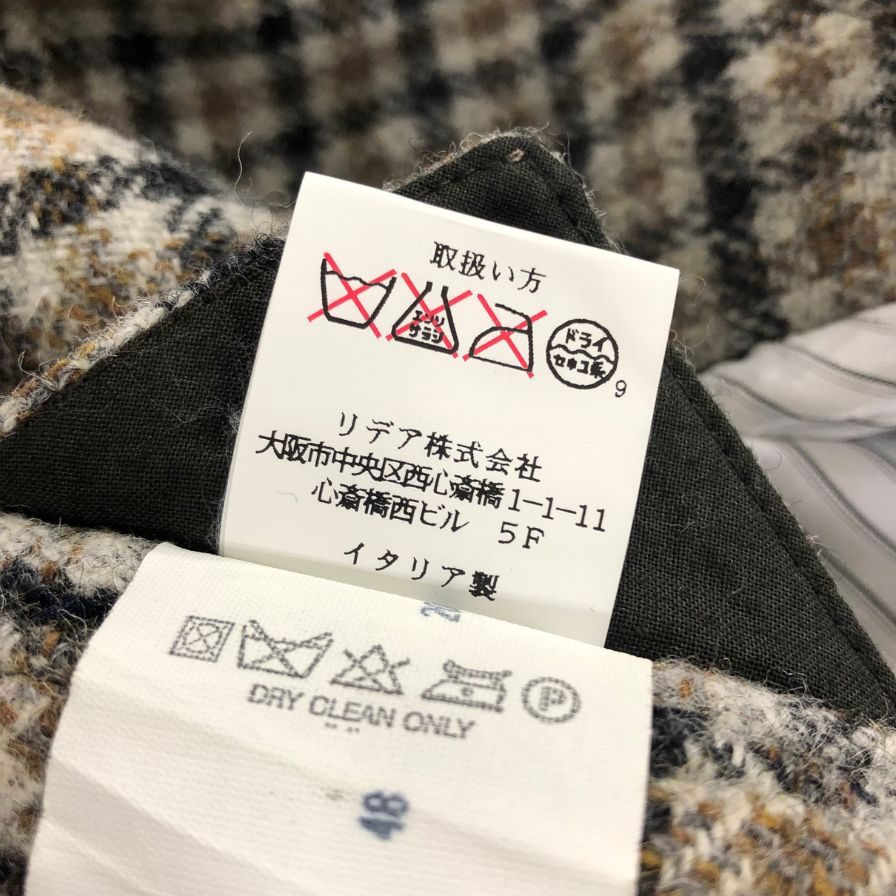 取扱い方
エンソ
サラシ
ドライ
セキユ系
9
リデア株式会社
大阪市中央区西心斎橋1-1-11
心斎橋西ビル 5F
イタリア製
P
DRY CLEAN ONLY
48